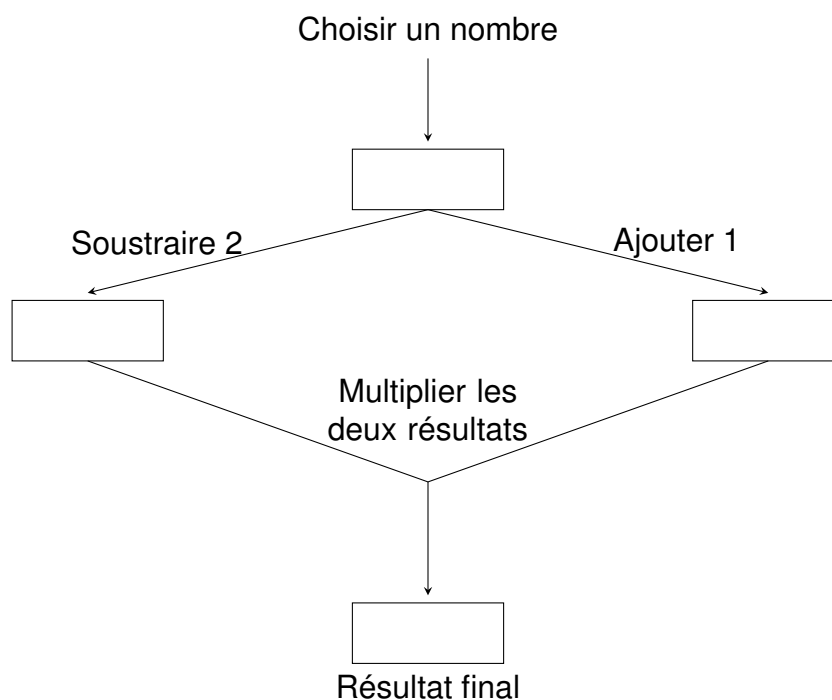 Choisir un nombre
Soustraire 2
Ajouter 1
Multiplier les
deux résultats
Résultat final